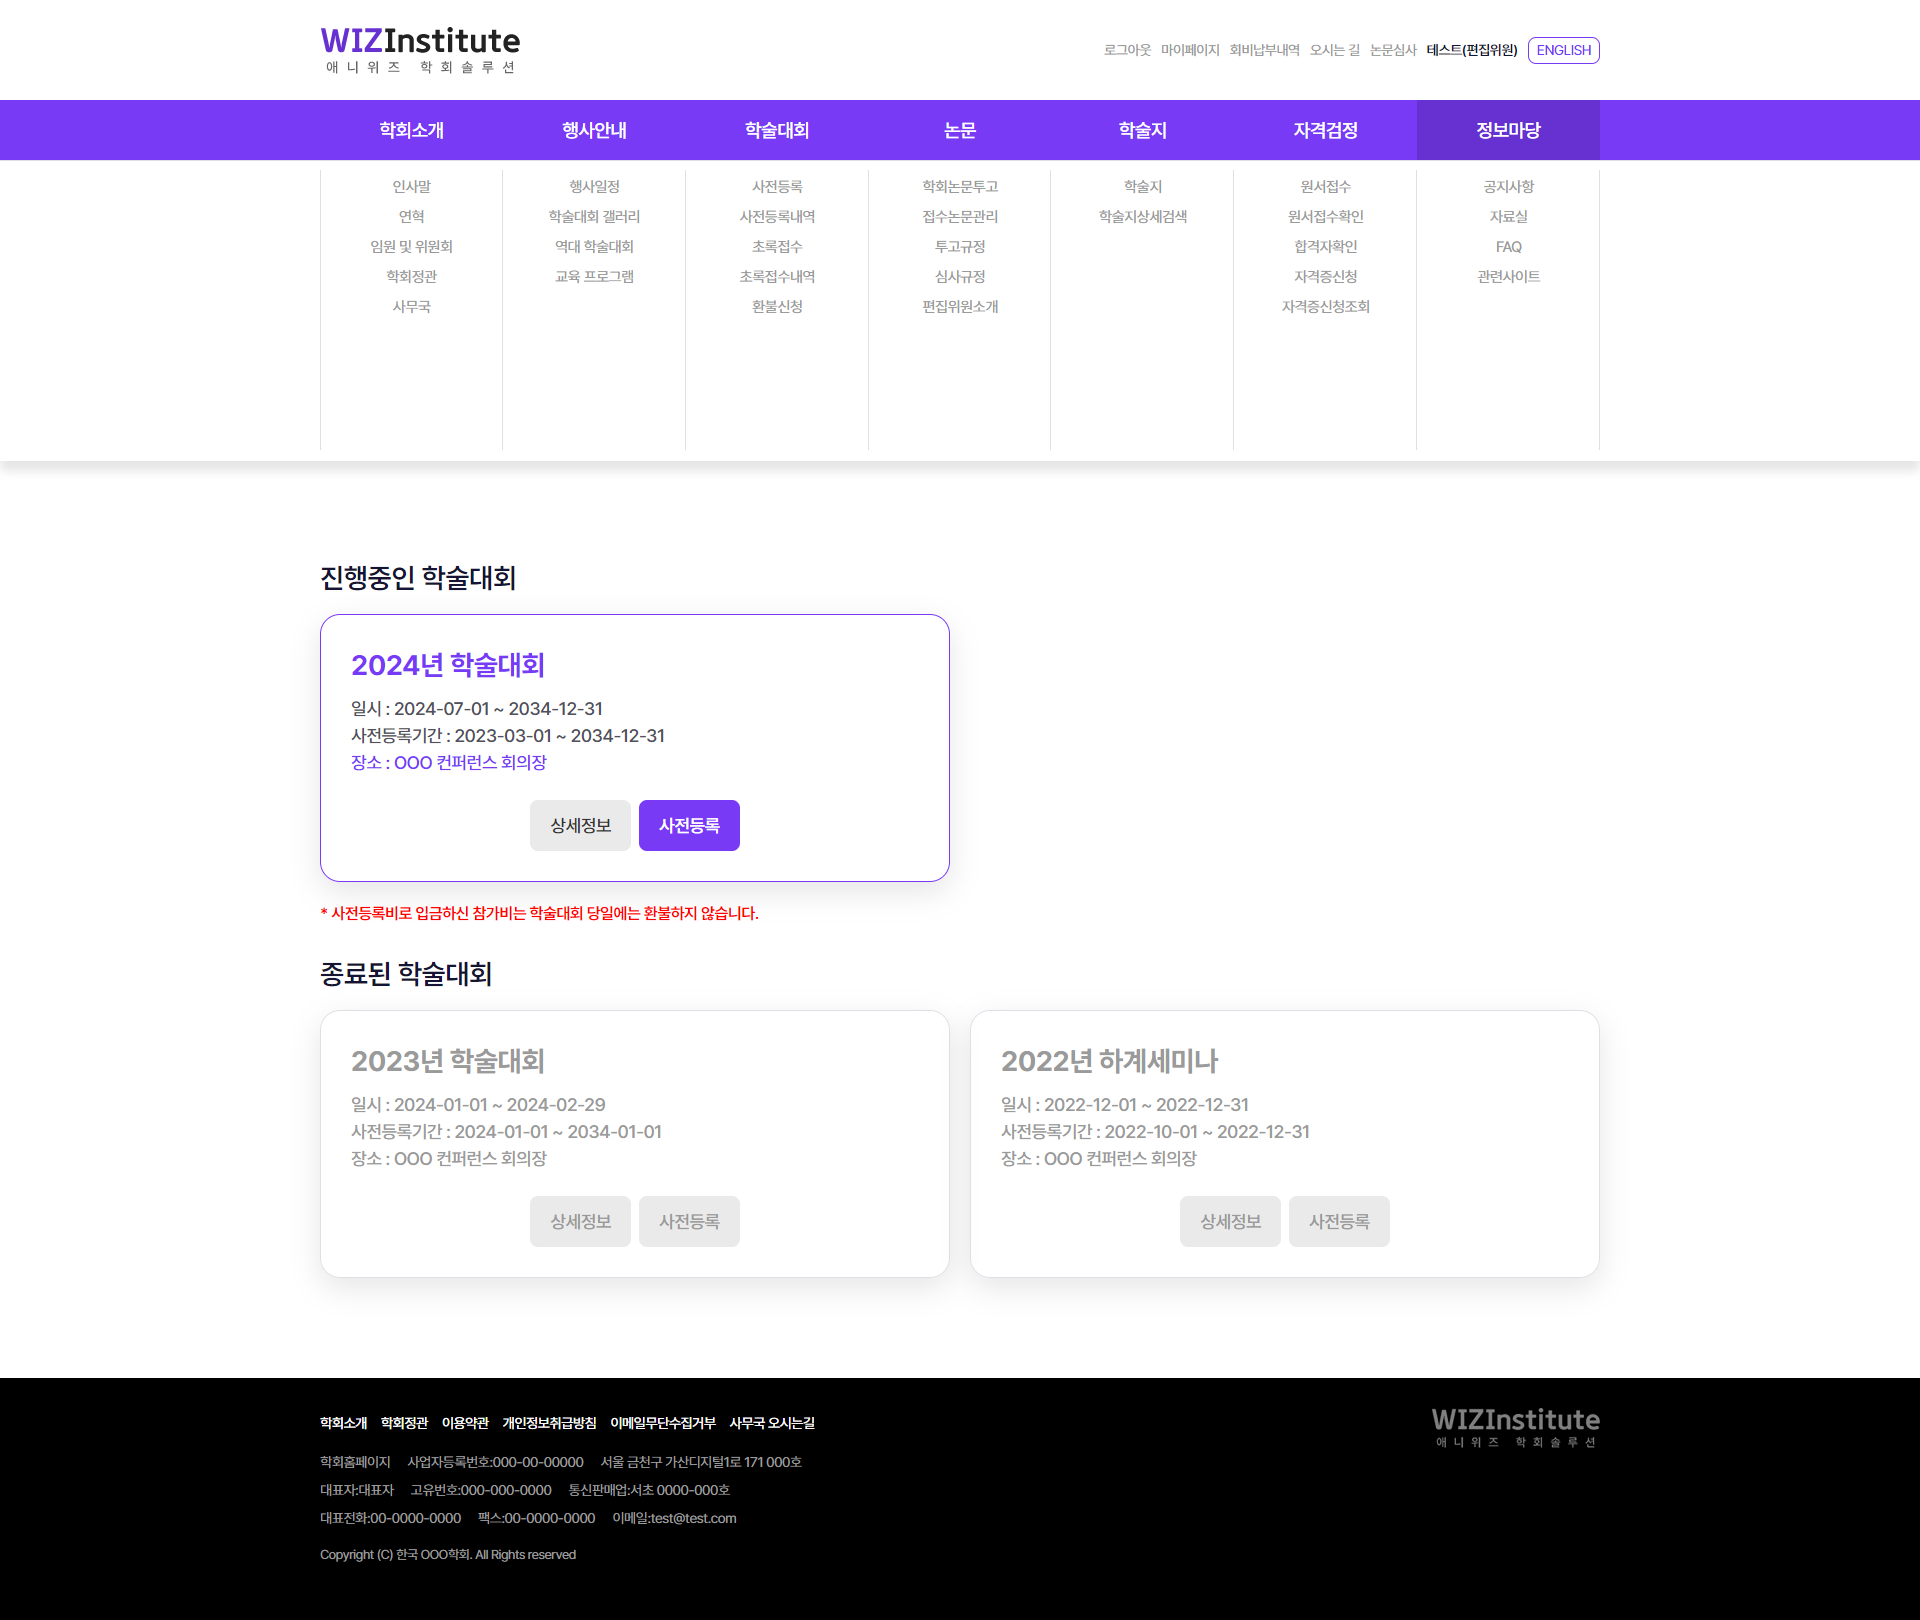 WIZInstitute
애니위즈 학회솔루션
로그아웃 마이페이지 회비납부내역 오시는 길 논문심사 테스트(편집위원) ENGLISH
학회소개 행사안내 학술대회 논문 학술지 자격검정 정보마당
인사말 행사일정 사전등록 학회논문투고 학술지 원서접수 공지사항
연혁 학술대회 갤러리 사전등록내역 접수논문관리 학술지상세검색 원서접수확인 자료실
임원 및 위원회 역대 학술대회 초록접수 투고규정 합격자확인 FAQ
학회정관 교육 프로그램 초록접수내역 심사규정 자격증신청 관련사이트
사무국 환불신청 편집위원소개 자격증신청조회
진행중인 학술대회
2024년 학술대회
일시 : 2024-07-01 ~ 2034-12-31
사전등록기간 : 2023-03-01 ~ 2034-12-31
장소 : OOO 컨퍼런스 회의장
상세정보 사전등록
* 사전등록비로 입금하신 참가비는 학술대회 당일에는 환불하지 않습니다.
종료된 학술대회
2023년 학술대회
일시 : 2024-01-01 ~ 2024-02-29
사전등록기간 : 2024-01-01 ~ 2034-01-01
장소 : OOO 컨퍼런스 회의장
상세정보 사전등록
2022년 하계세미나
일시 : 2022-12-01 ~ 2022-12-31
사전등록기간 : 2022-10-01 ~ 2022-12-31
장소 : OOO 컨퍼런스 회의장
상세정보 사전등록
학회소개 학회정관 이용약관 개인정보취급방침 이메일무단수집거부 사무국 오시는길
학회홈페이지 사업자등록번호:000-00-00000 서울 금천구 가산디지털1로 171 000호
대표자:대표자 고유번호:000-000-0000 통신판매업:서초 0000-000호
대표전화:00-0000-0000 팩스:00-0000-0000 이메일:test@test.com
Copyright (C) 한국 OOO학회. All Rights reserved
WIZInstitute
애니위즈 학회솔루션